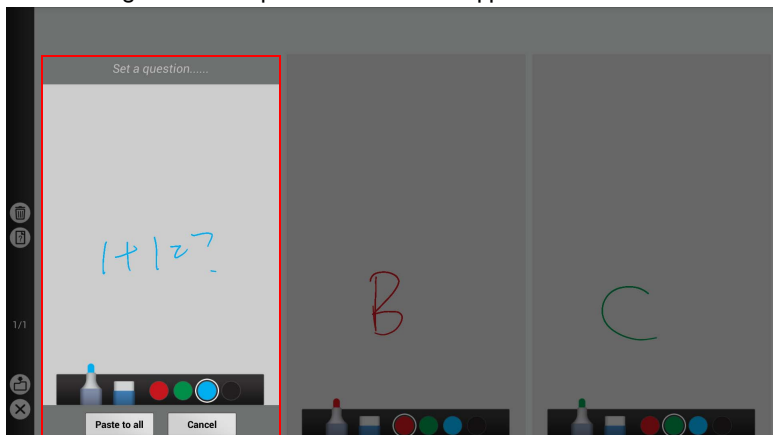 Set a question......
1+1=?
B
C
1/1
Paste to all
Cancel